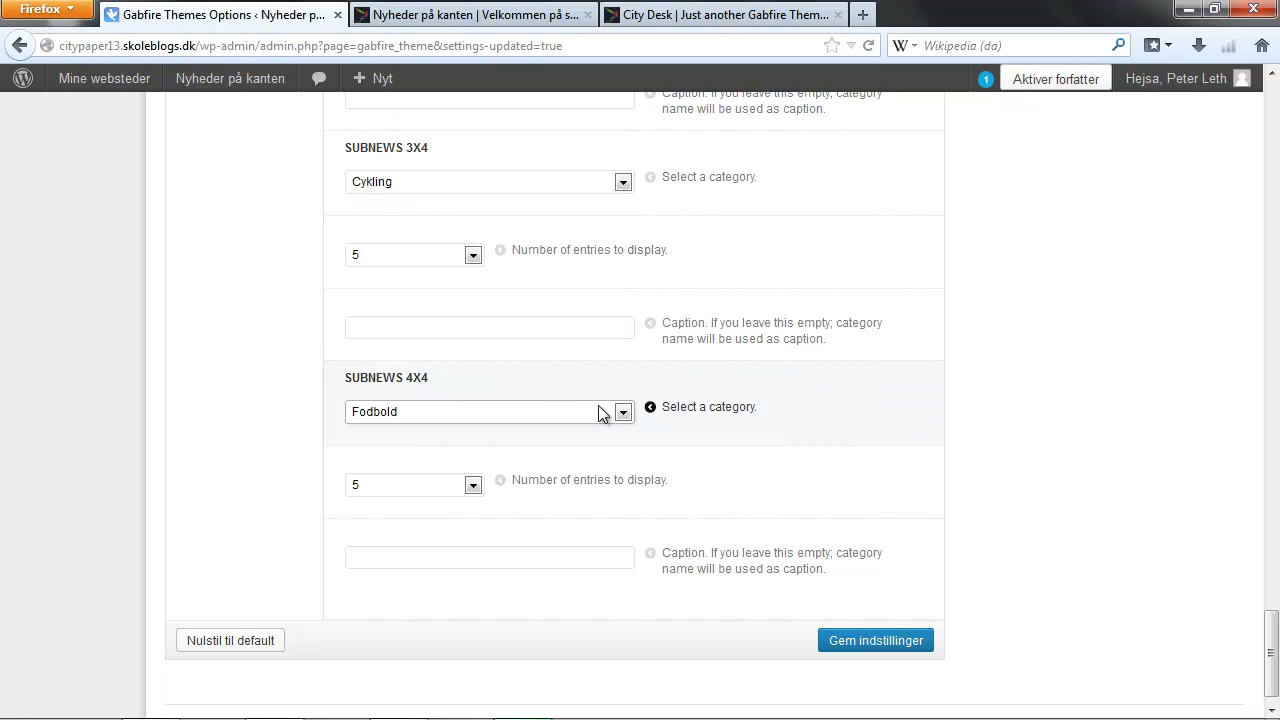 Firefox
Gabfire Themes Options ‹ Nyheder p...
Nyheder på kanten | Velkommen på s...
City Desk | Just another Gabfire Them...
citypaper13.skoleblogs.dk/wp-admin/admin.php?page=gabfire_theme&settings-updated=true
Wikipedia (da)
Mine websteder
Nyheder på kanten
Nyt
1
Aktiver forfatter
Hejsa, Peter Leth
Caption. If you leave this empty; category
name will be used as caption.
SUBNEWS 3X4
Cykling
Select a category.
5
Number of entries to display.
Caption. If you leave this empty; category
name will be used as caption.
SUBNEWS 4X4
Fodbold
Select a category.
5
Number of entries to display.
Caption. If you leave this empty; category
name will be used as caption.
Nulstil til default
Gem indstillinger